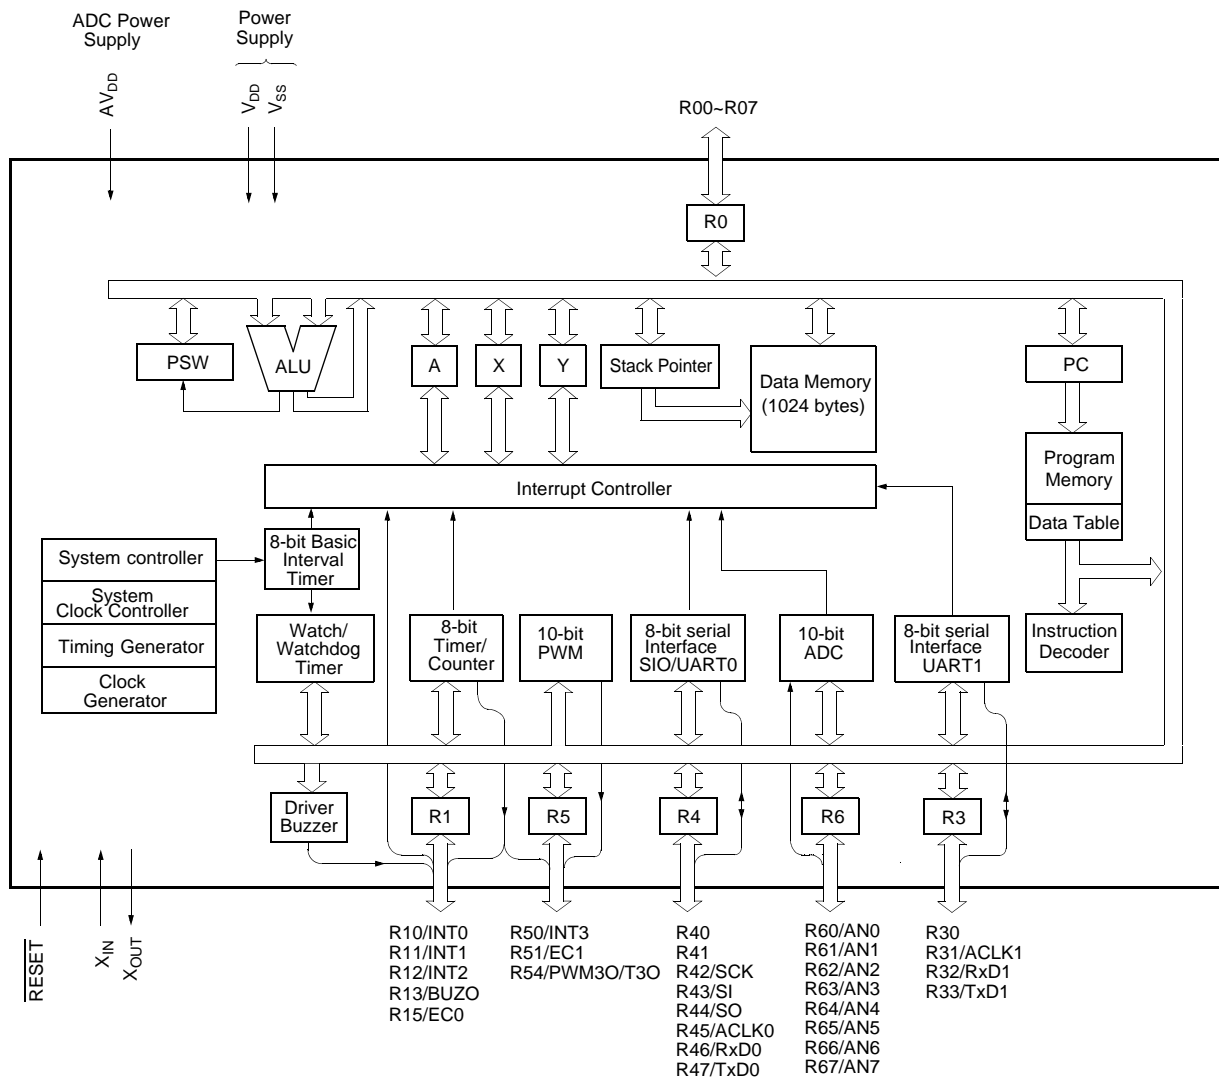 ADC Power
Supply
Power
Supply
AVDD
VDD
VSS
R00~R07
R0
PSW
ALU
A
X
Y
Stack Pointer
Data Memory
(1024 bytes)
PC
Program
Memory
Data Table
Interrupt Controller
System controller
System
Clock Controller
Timing Generator
Clock
Generator
8-bit Basic
Interval
Timer
Watch/
Watchdog
Timer
8-bit
Timer/
Counter
10-bit
PWM
8-bit serial
Interface
SIO/UART0
10-bit
ADC
8-bit serial
Interface
UART1
Instruction
Decoder
Driver
Buzzer
R1
R5
R4
R6
R3
RESET
XIN
XOUT
R10/INT0
R11/INT1
R12/INT2
R13/BUZO
R15/EC0
R50/INT3
R51/EC1
R54/PWM3O/T3O
R40
R41
R42/SCK
R43/SI
R44/SO
R45/ACLK0
R46/RxD0
R47/TxD0
R60/AN0
R61/AN1
R62/AN2
R63/AN3
R64/AN4
R65/AN5
R66/AN6
R67/AN7
R30
R31/ACLK1
R32/RxD1
R33/TxD1